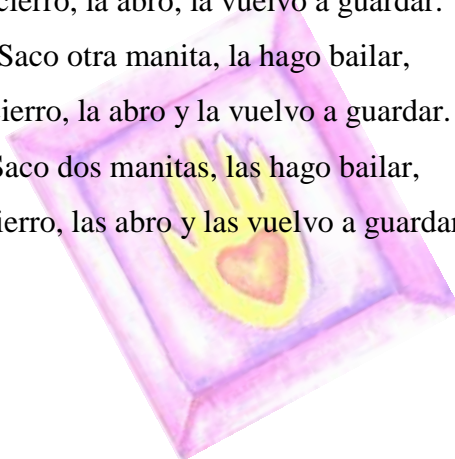 cierro, la abro, la vuelvo a guardar.
Saco otra manita, la hago bailar,
ierro, la abro y la vuelvo a guardar.
Saco dos manitas, las hago bailar,
ierro, las abro y las vuelvo a guardar